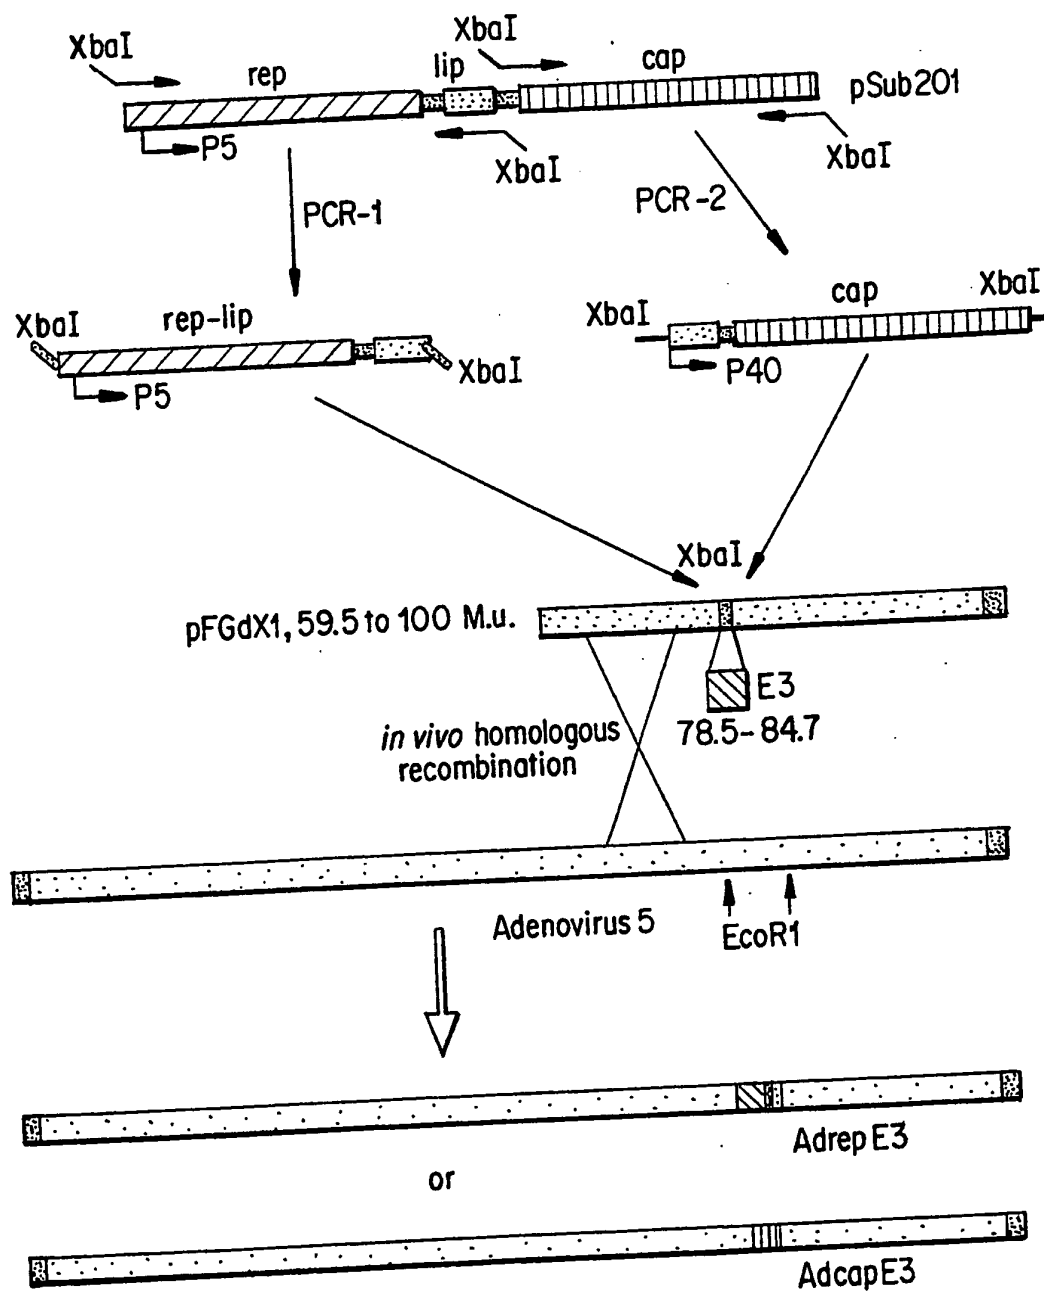 XbaI
rep
lip
XbaI
cap
pSub201
P5
XbaI
XbaI
PCR-1
PCR-2
XbaI
rep-lip
XbaI
P5
XbaI
cap
XbaI
P40
XbaI
pFGdX1, 59.5 to 100 M.u.
E3
78.5-84.7
in vivo homologous
recombination
Adenovirus 5
EcoR1
Adrep E3
or
AdcapE3